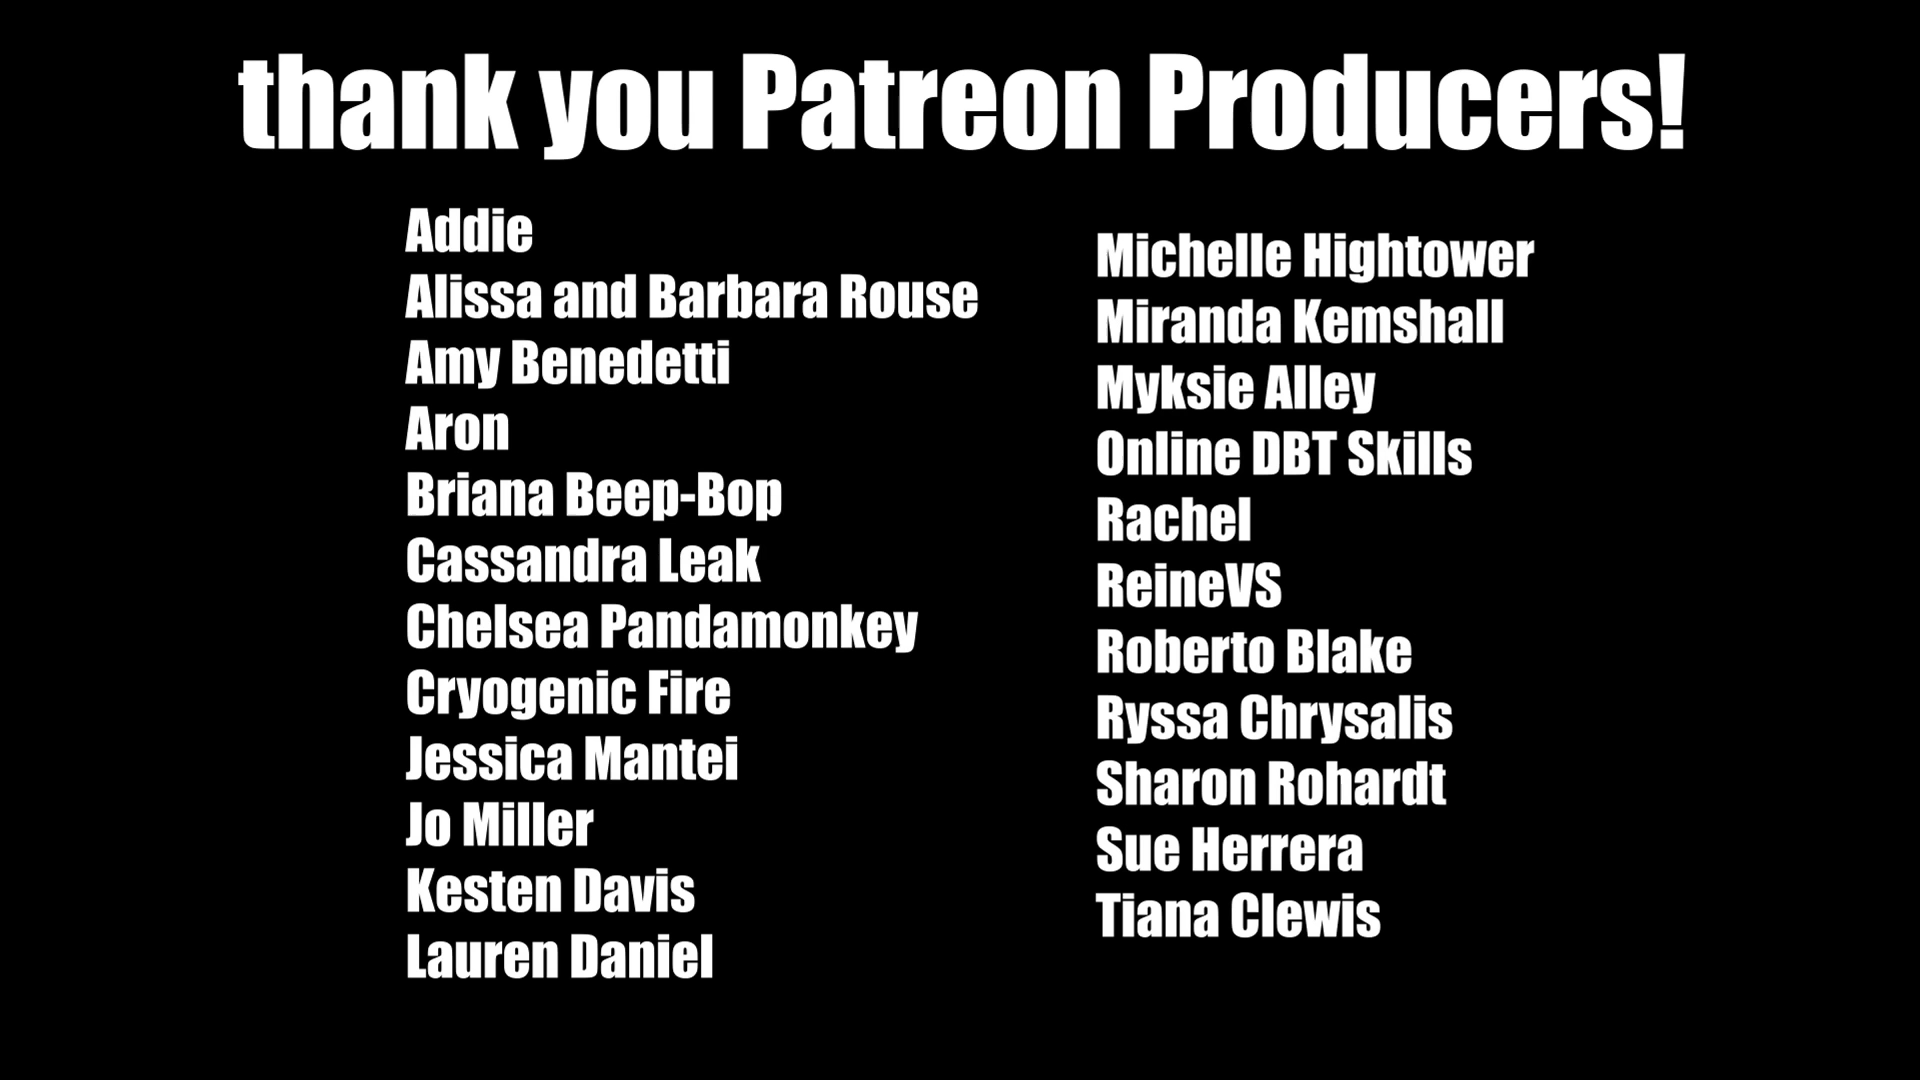 thank you Patreon Producers!
Addie
Alissa and Barbara Rouse
Amy Benedetti
Aron
Briana Beep-Bop
Cassandra Leak
Chelsea Pandamonkey
Cryogenic Fire
Jessica Mantei
Jo Miller
Kesten Davis
Lauren Daniel
Michelle Hightower
Miranda Kemshall
Myksie Alley
Online DBT Skills
Rachel
ReineVS
Roberto Blake
Ryssa Chrysalis
Sharon Rohardt
Sue Herrera
Tiana Clewis